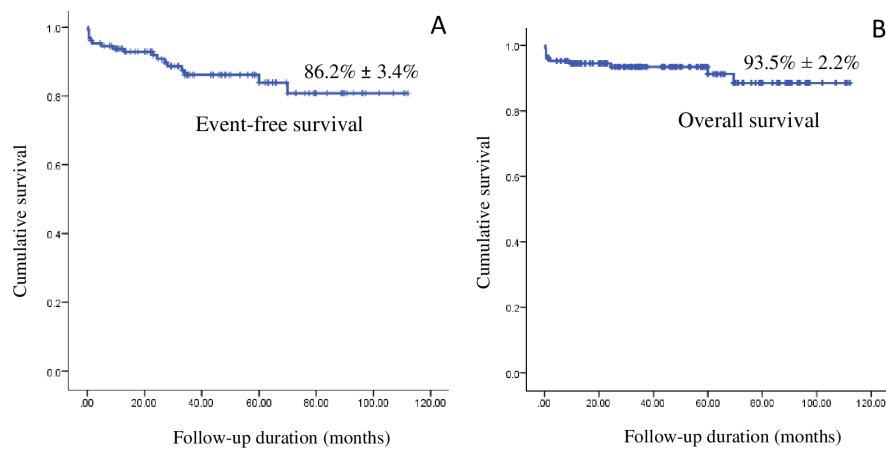 A
1.0
0.8
0.6
0.4
0.2
0.0
86.2% ± 3.4%
Event-free survival
Cumulative survival
.00 20.00 40.00 60.00 80.00 100.00 120.00
Follow-up duration (months)
B
1.0
0.8
0.6
0.4
0.2
0.0
93.5% ± 2.2%
Overall survival
Cumulative survival
.00 20.00 40.00 60.00 80.00 100.00 120.00
Follow-up duration (months)